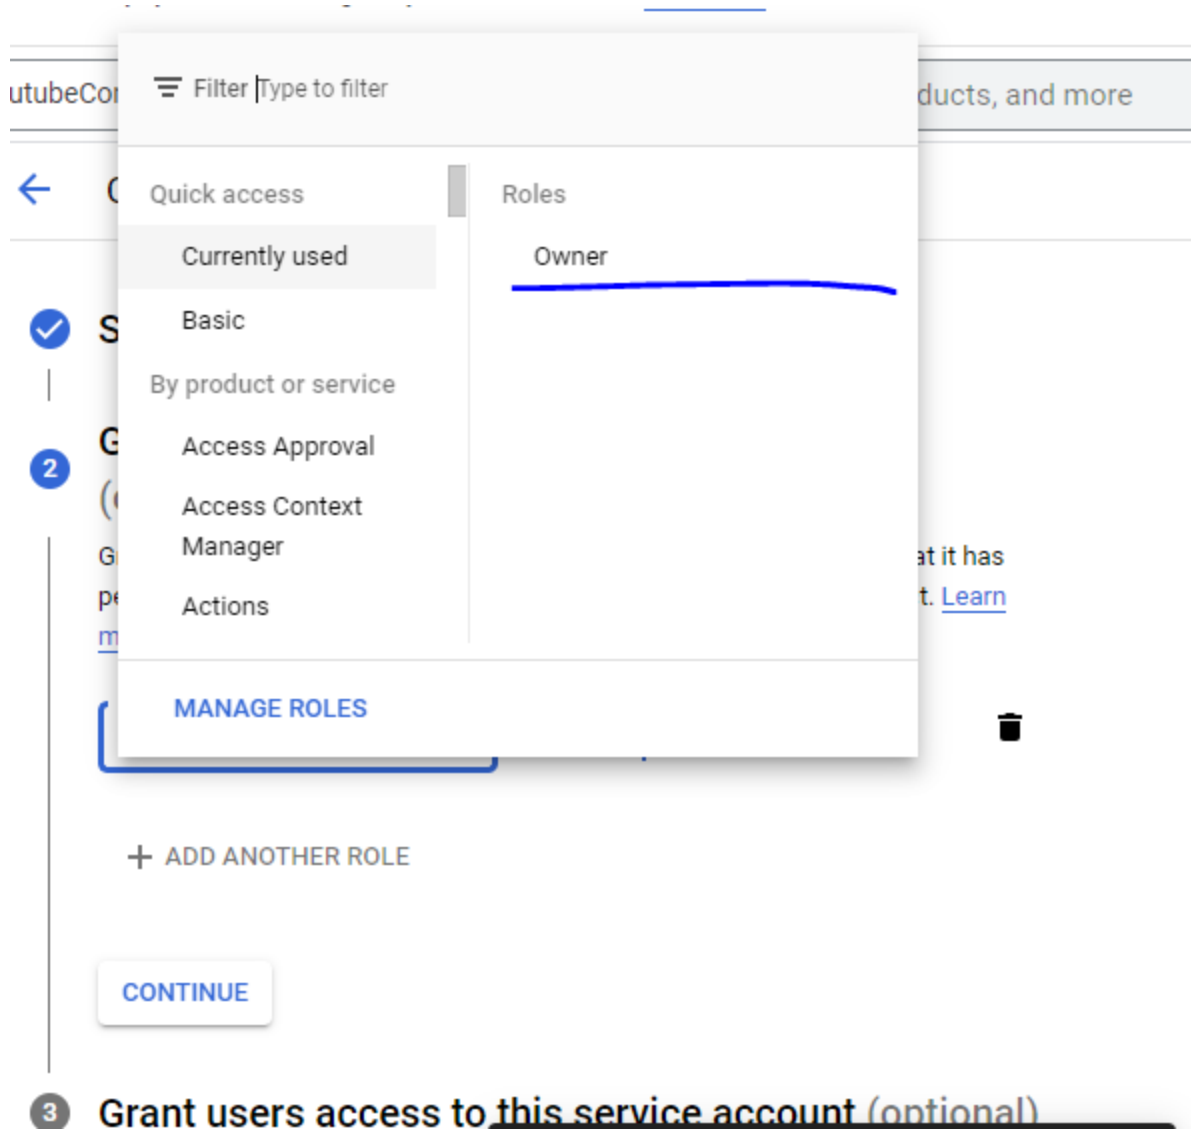 utubeCo
Filter Type to filter
ducts, and more
Quick access
Roles
Currently used
Owner
Basic
By product or service
Access Approval
2
Access Context
Manager
Actions
at it has
t. Learn
MANAGE ROLES
+ ADD ANOTHER ROLE
CONTINUE
3 Grant users access to this service account (optional)